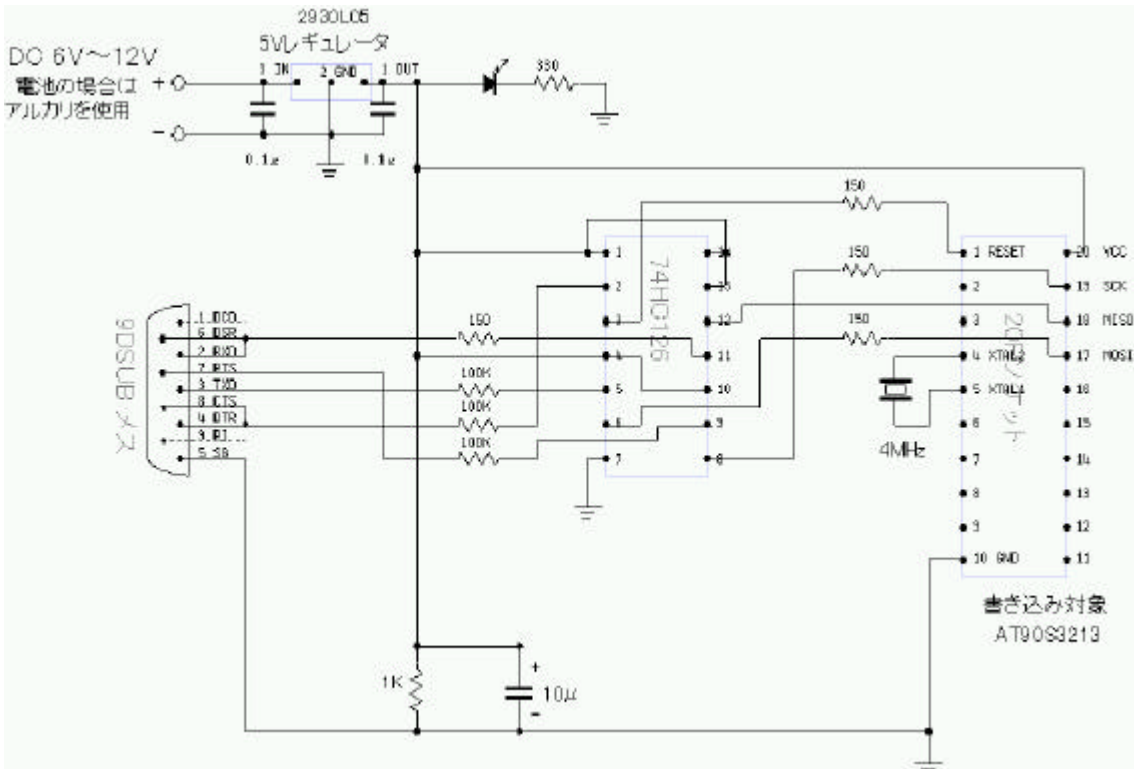 2930L05
5Vレギュレータ
DC 6V～12V
電池の場合は
アルカリを使用
+
-
1 IN
2 GND
1 OUT
0.1μ
0.1μ
330
150
150
150
150
100K
100K
100K
9DSUB メス
1 DCD
6 DSR
2 RXD
7 RTS
3 TXD
8 CTS
4 DTR
9 RI
5 SG
74HC126
1
2
3
4
5
6
7
14
13
12
11
10
9
8
20Pソケット
1 RESET
2
3
4 XTAL2
5 XTAL1
6
7
8
9
10 GND
20 VCC
19 SCK
18 MISO
17 MOSI
16
15
14
13
12
11
4MHz
書き込み対象
AT90S3213
1K
+
10μ
-